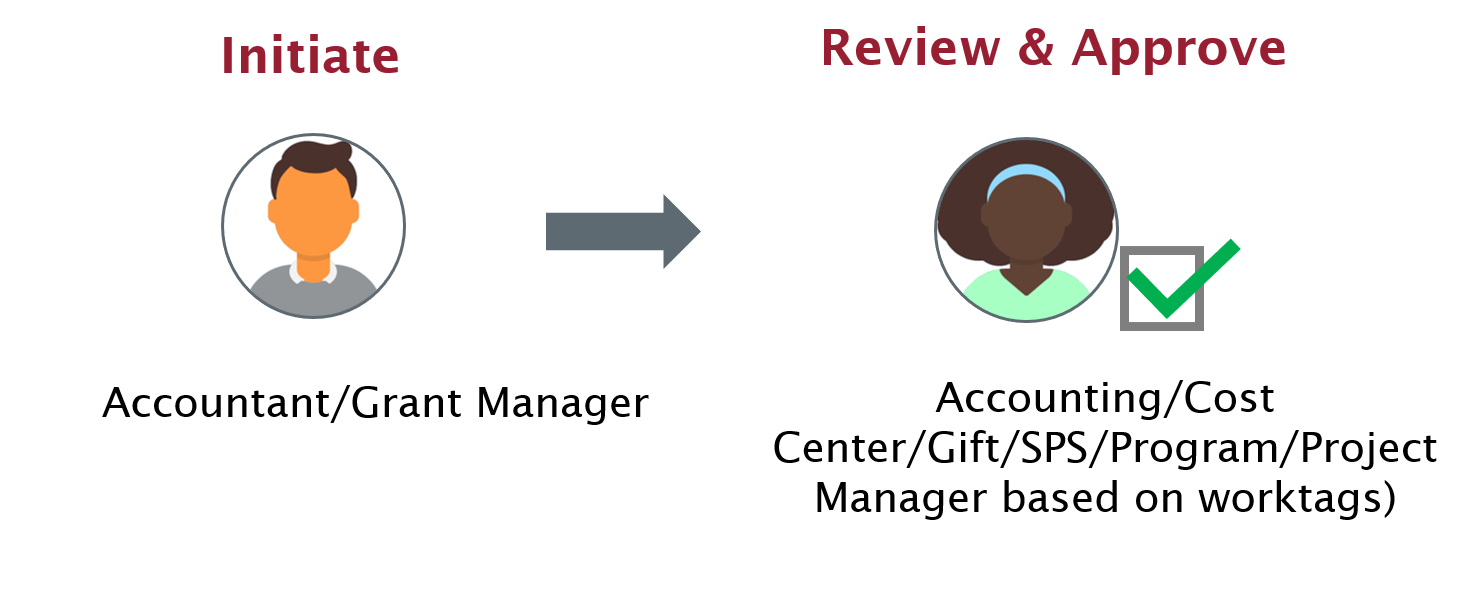 Initiate
Review & Approve
Accountant/Grant Manager
Accounting/Cost
Center/Gift/SPS/Program/Project
Manager based on worktags)